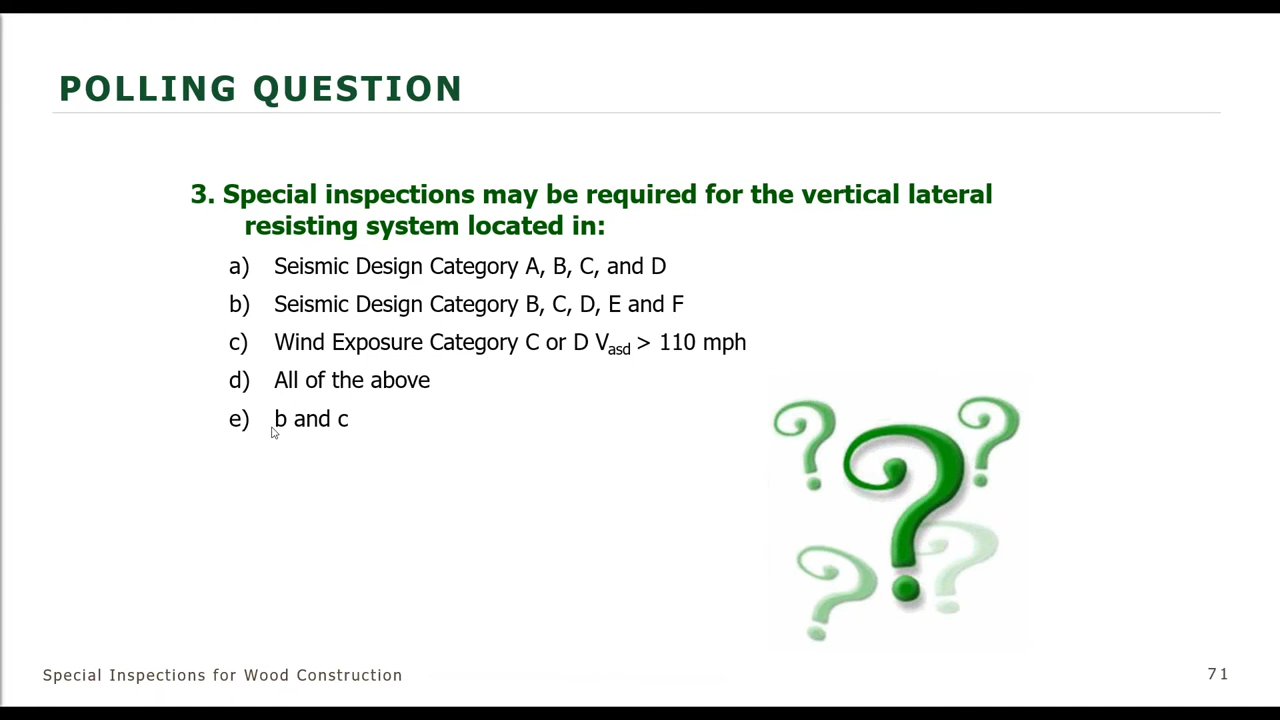 POLLING QUESTION
3. Special inspections may be required for the vertical lateral
resisting system located in:
a) Seismic Design Category A, B, C, and D
b) Seismic Design Category B, C, D, E and F
c) Wind Exposure Category C or D Vasd > 110 mph
d) All of the above
e) b and c
Special Inspections for Wood Construction
71